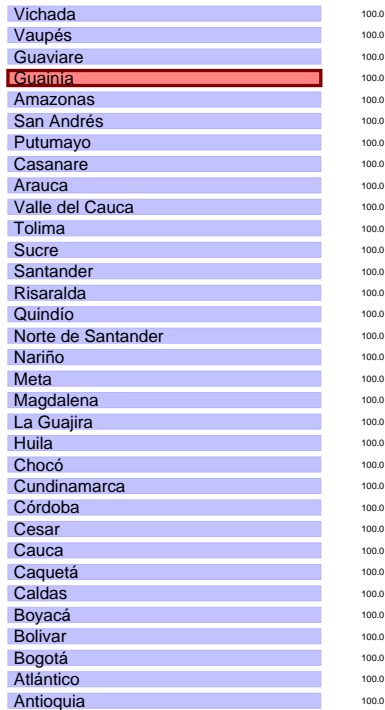 Vichada 100.0
Vaupés 100.0
Guaviare 100.0
Guainía 100.0
Amazonas 100.0
San Andrés 100.0
Putumayo 100.0
Casanare 100.0
Arauca 100.0
Valle del Cauca 100.0
Tolima 100.0
Sucre 100.0
Santander 100.0
Risaralda 100.0
Quindío 100.0
Norte de Santander 100.0
Nariño 100.0
Meta 100.0
Magdalena 100.0
La Guajira 100.0
Huila 100.0
Chocó 100.0
Cundinamarca 100.0
Córdoba 100.0
Cesar 100.0
Cauca 100.0
Caquetá 100.0
Caldas 100.0
Boyacá 100.0
Bolivar 100.0
Bogotá 100.0
Atlántico 100.0
Antioquia 100.0